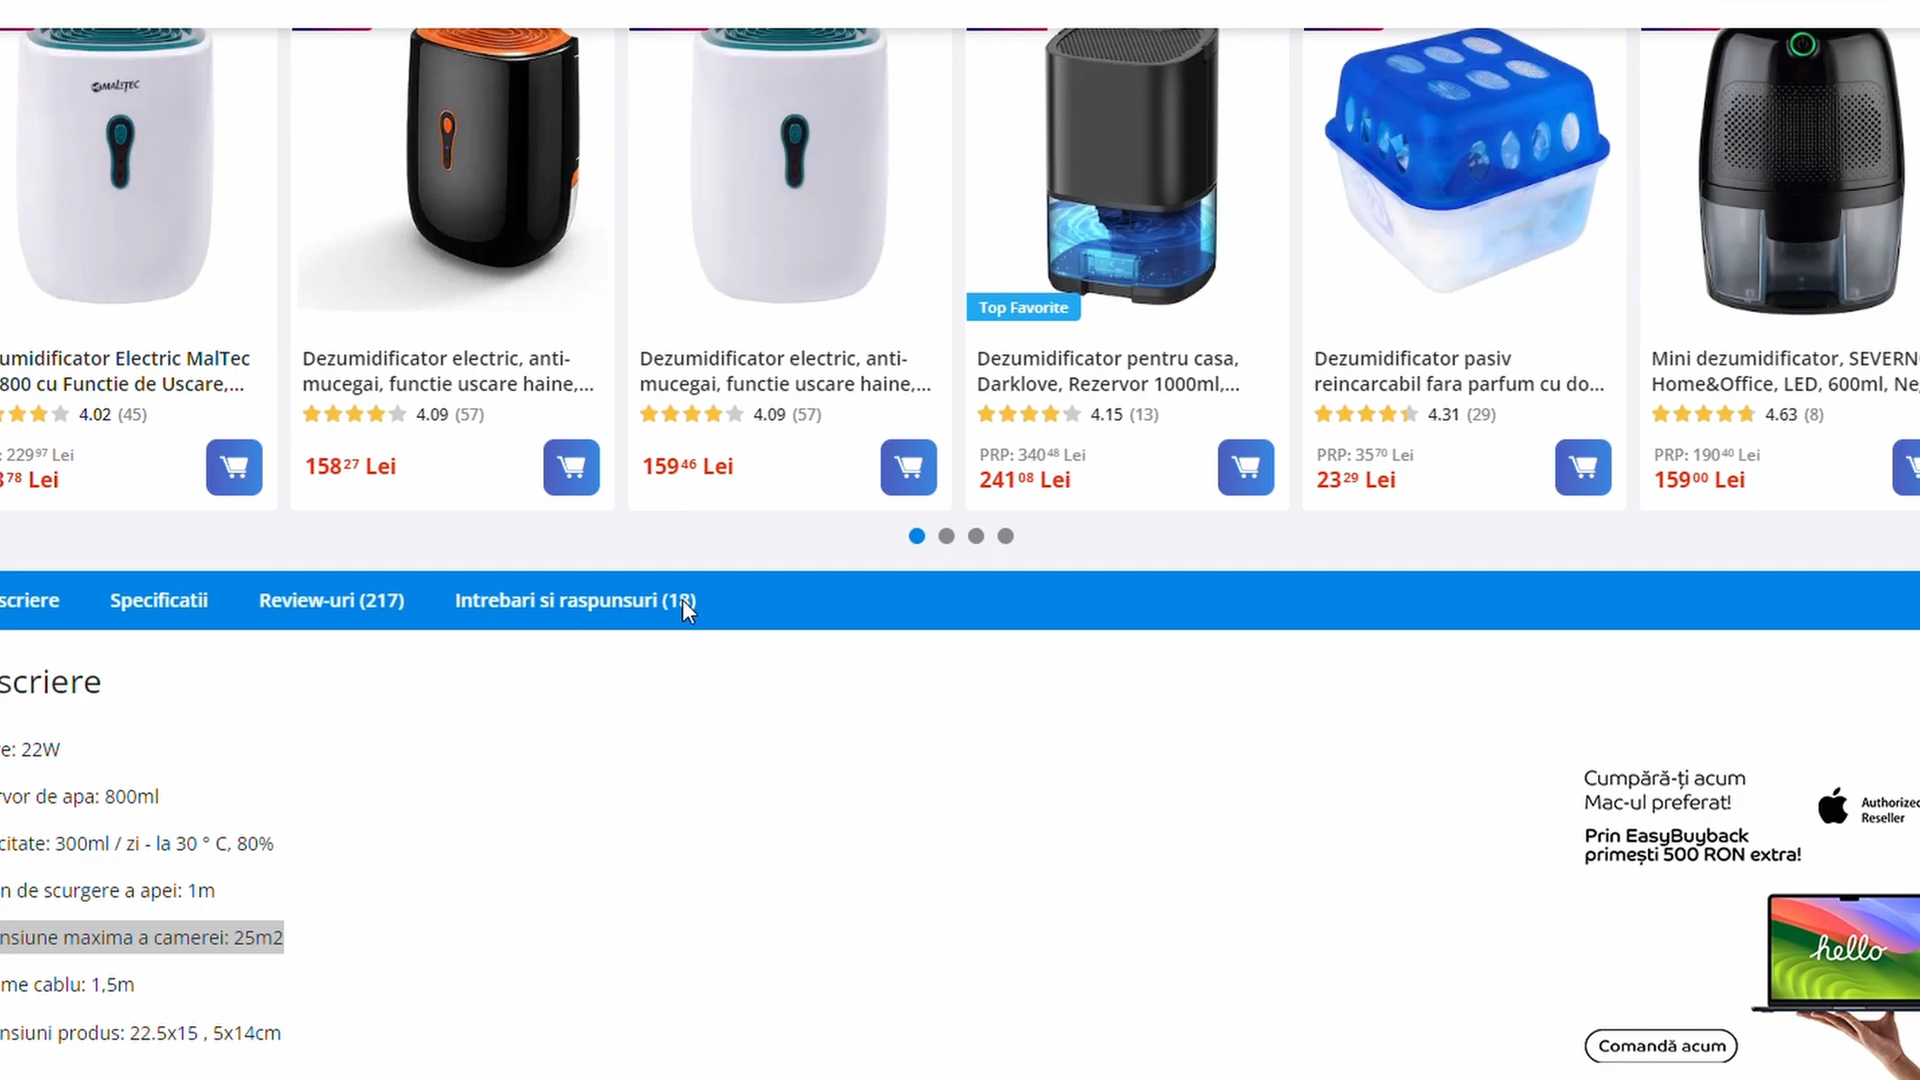 MALTEC
Top Favorite
umidificator Electric MalTec
800 cu Functie de Uscare,...
4.02 (45)
: 229⁹⁷ Lei
⁷⁸ Lei
Dezumidificator electric, anti-
mucegai, functie uscare haine,...
4.09 (57)
158²⁷ Lei
Dezumidificator electric, anti-
mucegai, functie uscare haine,...
4.09 (57)
159⁴⁶ Lei
Dezumidificator pentru casa,
Darklove, Rezervor 1000ml,...
4.15 (13)
PRP: 340⁴⁸ Lei
241⁰⁸ Lei
Dezumidificator pasiv
reincarcabil fara parfum cu do...
4.31 (29)
PRP: 35⁷⁰ Lei
23²⁹ Lei
Mini dezumidificator, SEVERN
Home&Office, LED, 600ml, Ne
4.63 (8)
PRP: 190⁴⁰ Lei
159⁰⁰ Lei
scriere Specificatii Review-uri (217) Intrebari si raspunsuri (18)
scriere
e: 22W
rvor de apa: 800ml
citate: 300ml / zi - la 30 ° C, 80%
n de scurgere a apei: 1m
nsiune maxima a camerei: 25m2
me cablu: 1,5m
nsiuni produs: 22.5x15 , 5x14cm
Cumpără-ți acum
Mac-ul preferat!
Authorized
Reseller
Prin EasyBuyback
primești 500 RON extra!
hello
Comandă acum